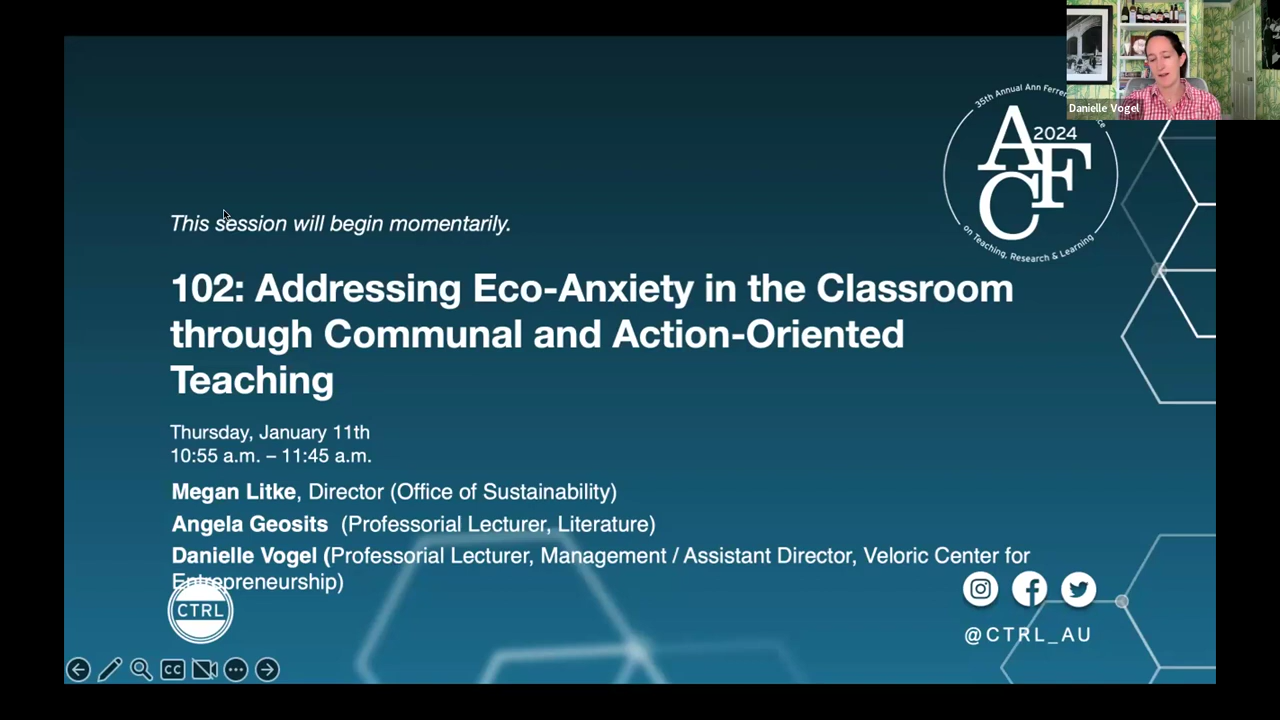 Danielle Vogel
35th Annual Ann Ferren
2024
AFC
on Teaching, Research & Learning
This session will begin momentarily.
102: Addressing Eco-Anxiety in the Classroom
through Communal and Action-Oriented
Teaching
Thursday, January 11th
10:55 a.m. – 11:45 a.m.
Megan Litke, Director (Office of Sustainability)
Angela Geosits (Professorial Lecturer, Literature)
Danielle Vogel (Professorial Lecturer, Management / Assistant Director, Veloric Center for
Entrepreneurship)
CTRL
@CTRL_AU
CC